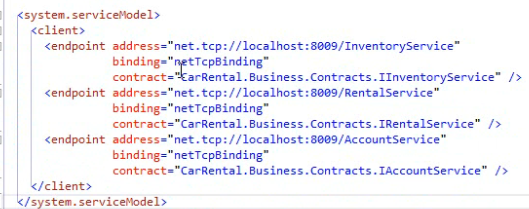 <system.serviceModel>
<client>
<endpoint address="net.tcp://localhost:8009/InventoryService"
binding="netTcpBinding"
contract="CarRental.Business.Contracts.IInventoryService" />
<endpoint address="net.tcp://localhost:8009/RentalService"
binding="netTcpBinding"
contract="CarRental.Business.Contracts.IRentalService" />
<endpoint address="net.tcp://localhost:8009/AccountService"
binding="netTcpBinding"
contract="CarRental.Business.Contracts.IAccountService" />
</client>
</system.serviceModel>